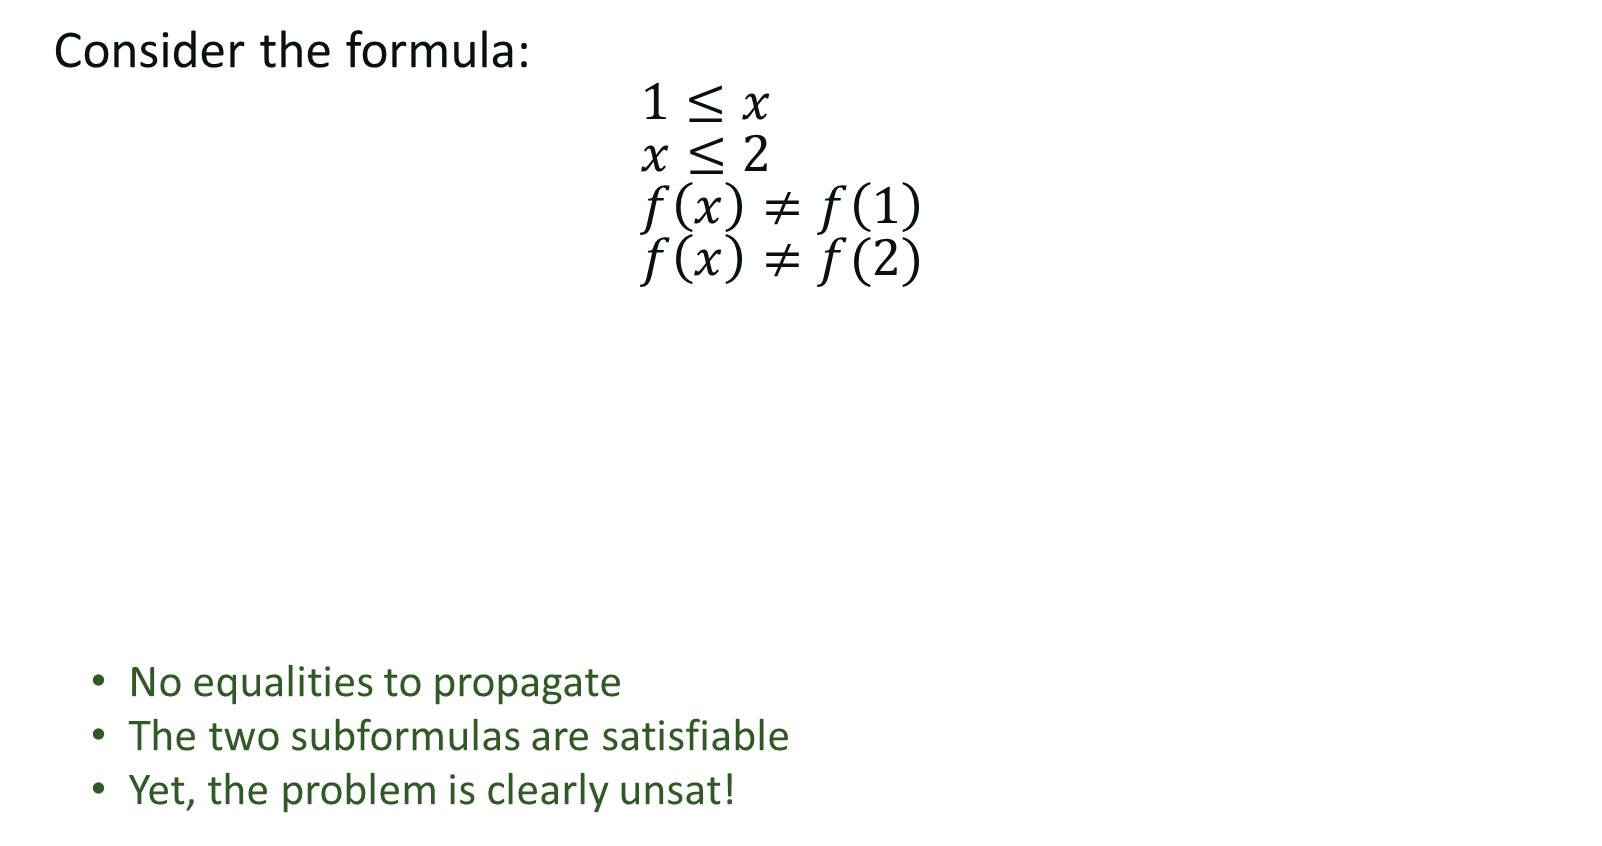 Consider the formula:
1 ≤ x
x ≤ 2
f(x) ≠ f(1)
f(x) ≠ f(2)
• No equalities to propagate
• The two subformulas are satisfiable
• Yet, the problem is clearly unsat!